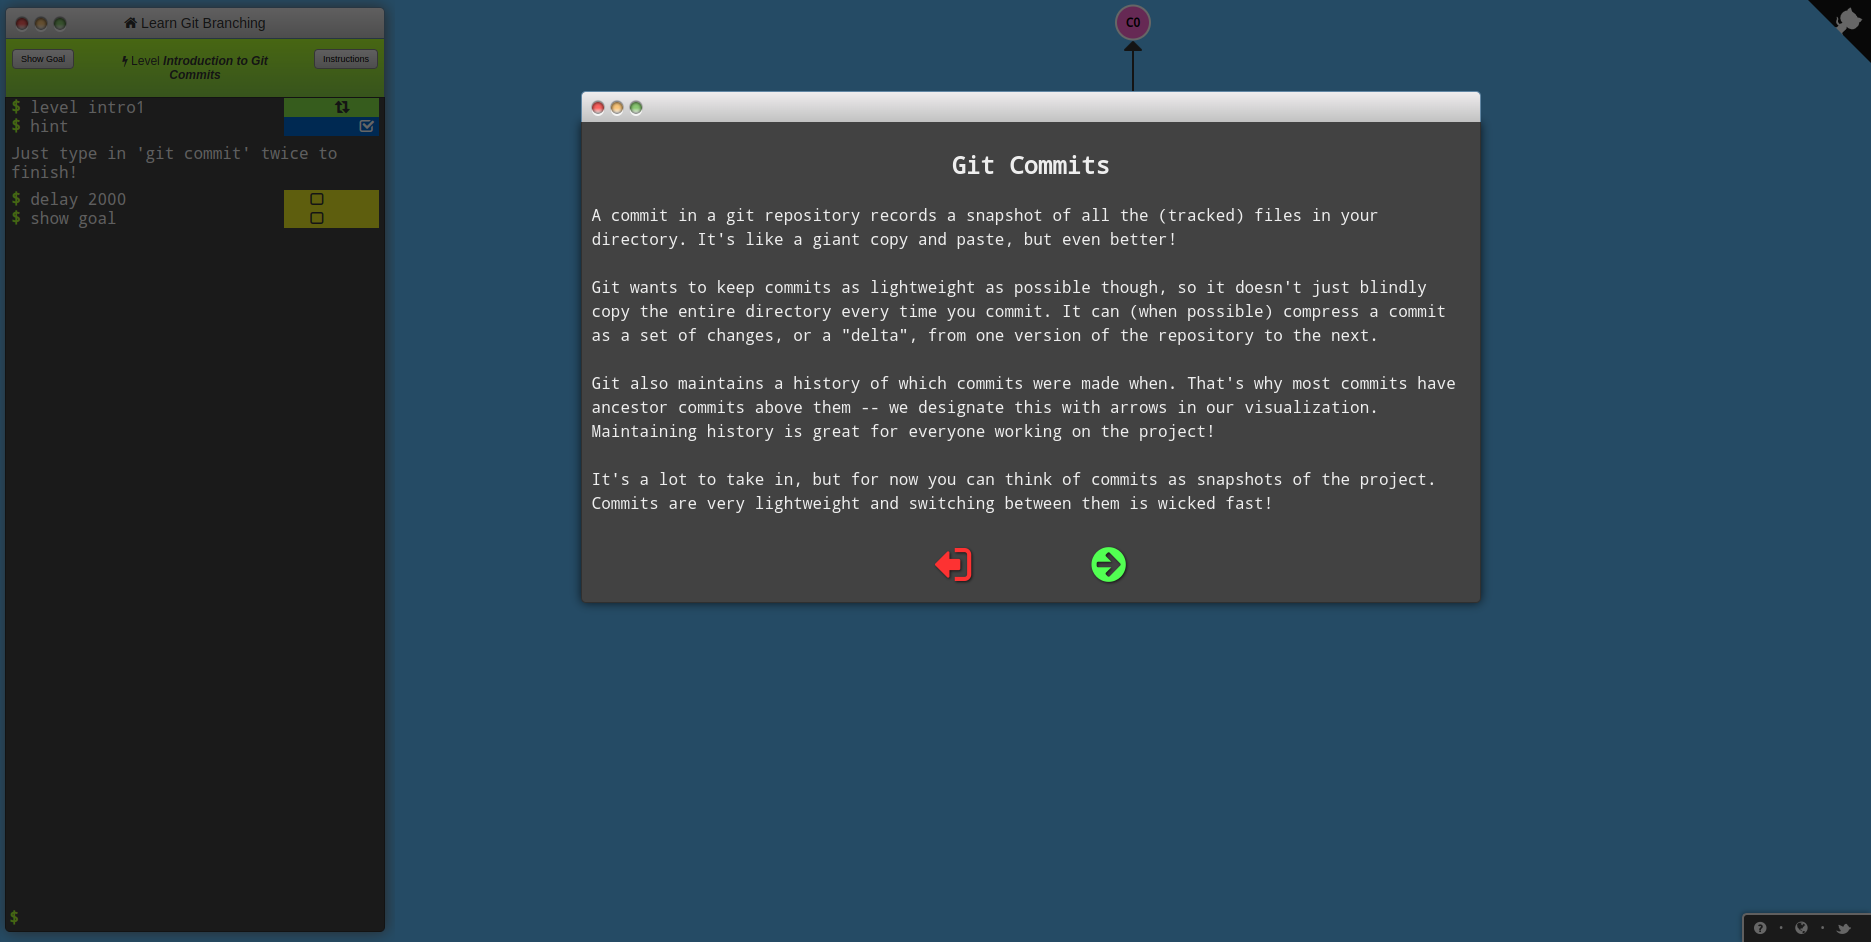 Learn Git Branching
Show Goal
Level Introduction to Git
Commits
Instructions
$ level intro1
$ hint
Just type in 'git commit' twice to
finish!
$ delay 2000
$ show goal
$
C0
Git Commits
A commit in a git repository records a snapshot of all the (tracked) files in your
directory. It's like a giant copy and paste, but even better!
Git wants to keep commits as lightweight as possible though, so it doesn't just blindly
copy the entire directory every time you commit. It can (when possible) compress a commit
as a set of changes, or a "delta", from one version of the repository to the next.
Git also maintains a history of which commits were made when. That's why most commits have
ancestor commits above them -- we designate this with arrows in our visualization.
Maintaining history is great for everyone working on the project!
It's a lot to take in, but for now you can think of commits as snapshots of the project.
Commits are very lightweight and switching between them is wicked fast!